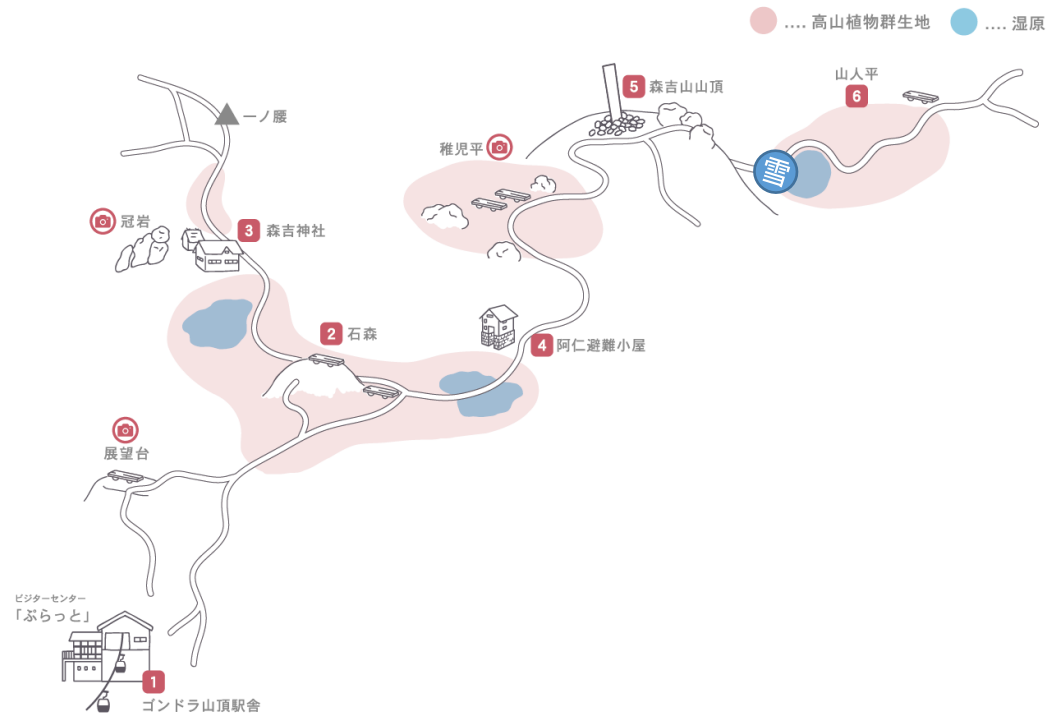 .... 高山植物群生地
.... 湿原
山人平
6
5 森吉山山頂
一ノ腰
稚児平
雪
冠岩
3 森吉神社
2 石森
4 阿仁避難小屋
展望台
ビジターセンター
「ぷらっと」
1
ゴンドラ山頂駅舎